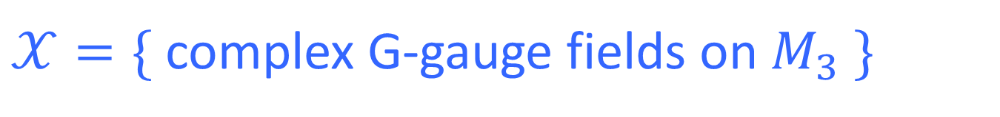 𝒳 = { complex G-gauge fields on 𝑀₃ }